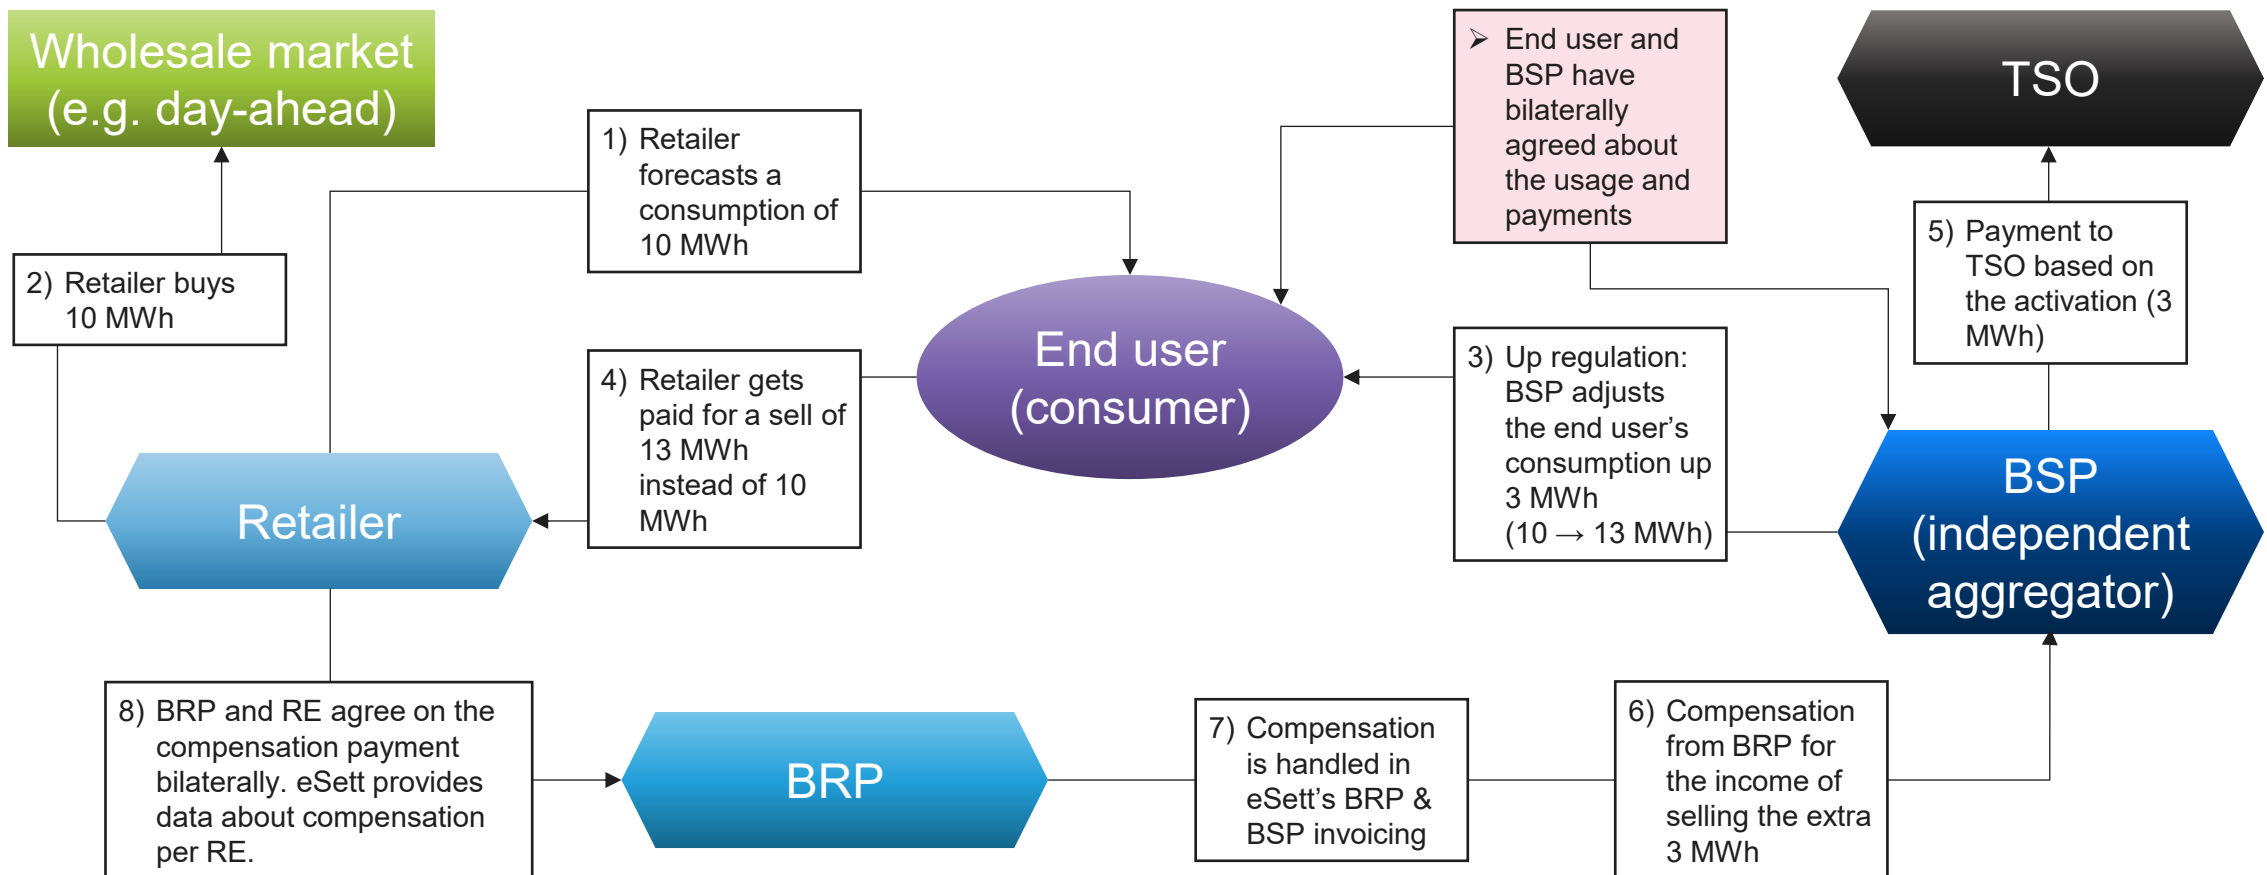 Wholesale market
(e.g. day-ahead)
1) Retailer
forecasts a
consumption of
10 MWh
➢ End user and
BSP have
bilaterally
agreed about
the usage and
payments
TSO
2) Retailer buys
10 MWh
5) Payment to
TSO based on
the activation (3
MWh)
End user
(consumer)
4) Retailer gets
paid for a sell of
13 MWh
instead of 10
MWh
3) Up regulation:
BSP adjusts
the end user’s
consumption up
3 MWh
(10 → 13 MWh)
Retailer
BSP
(independent
aggregator)
8) BRP and RE agree on the
compensation payment
bilaterally. eSett provides
data about compensation
per RE.
BRP
7) Compensation
is handled in
eSett’s BRP &
BSP invoicing
6) Compensation
from BRP for
the income of
selling the extra
3 MWh